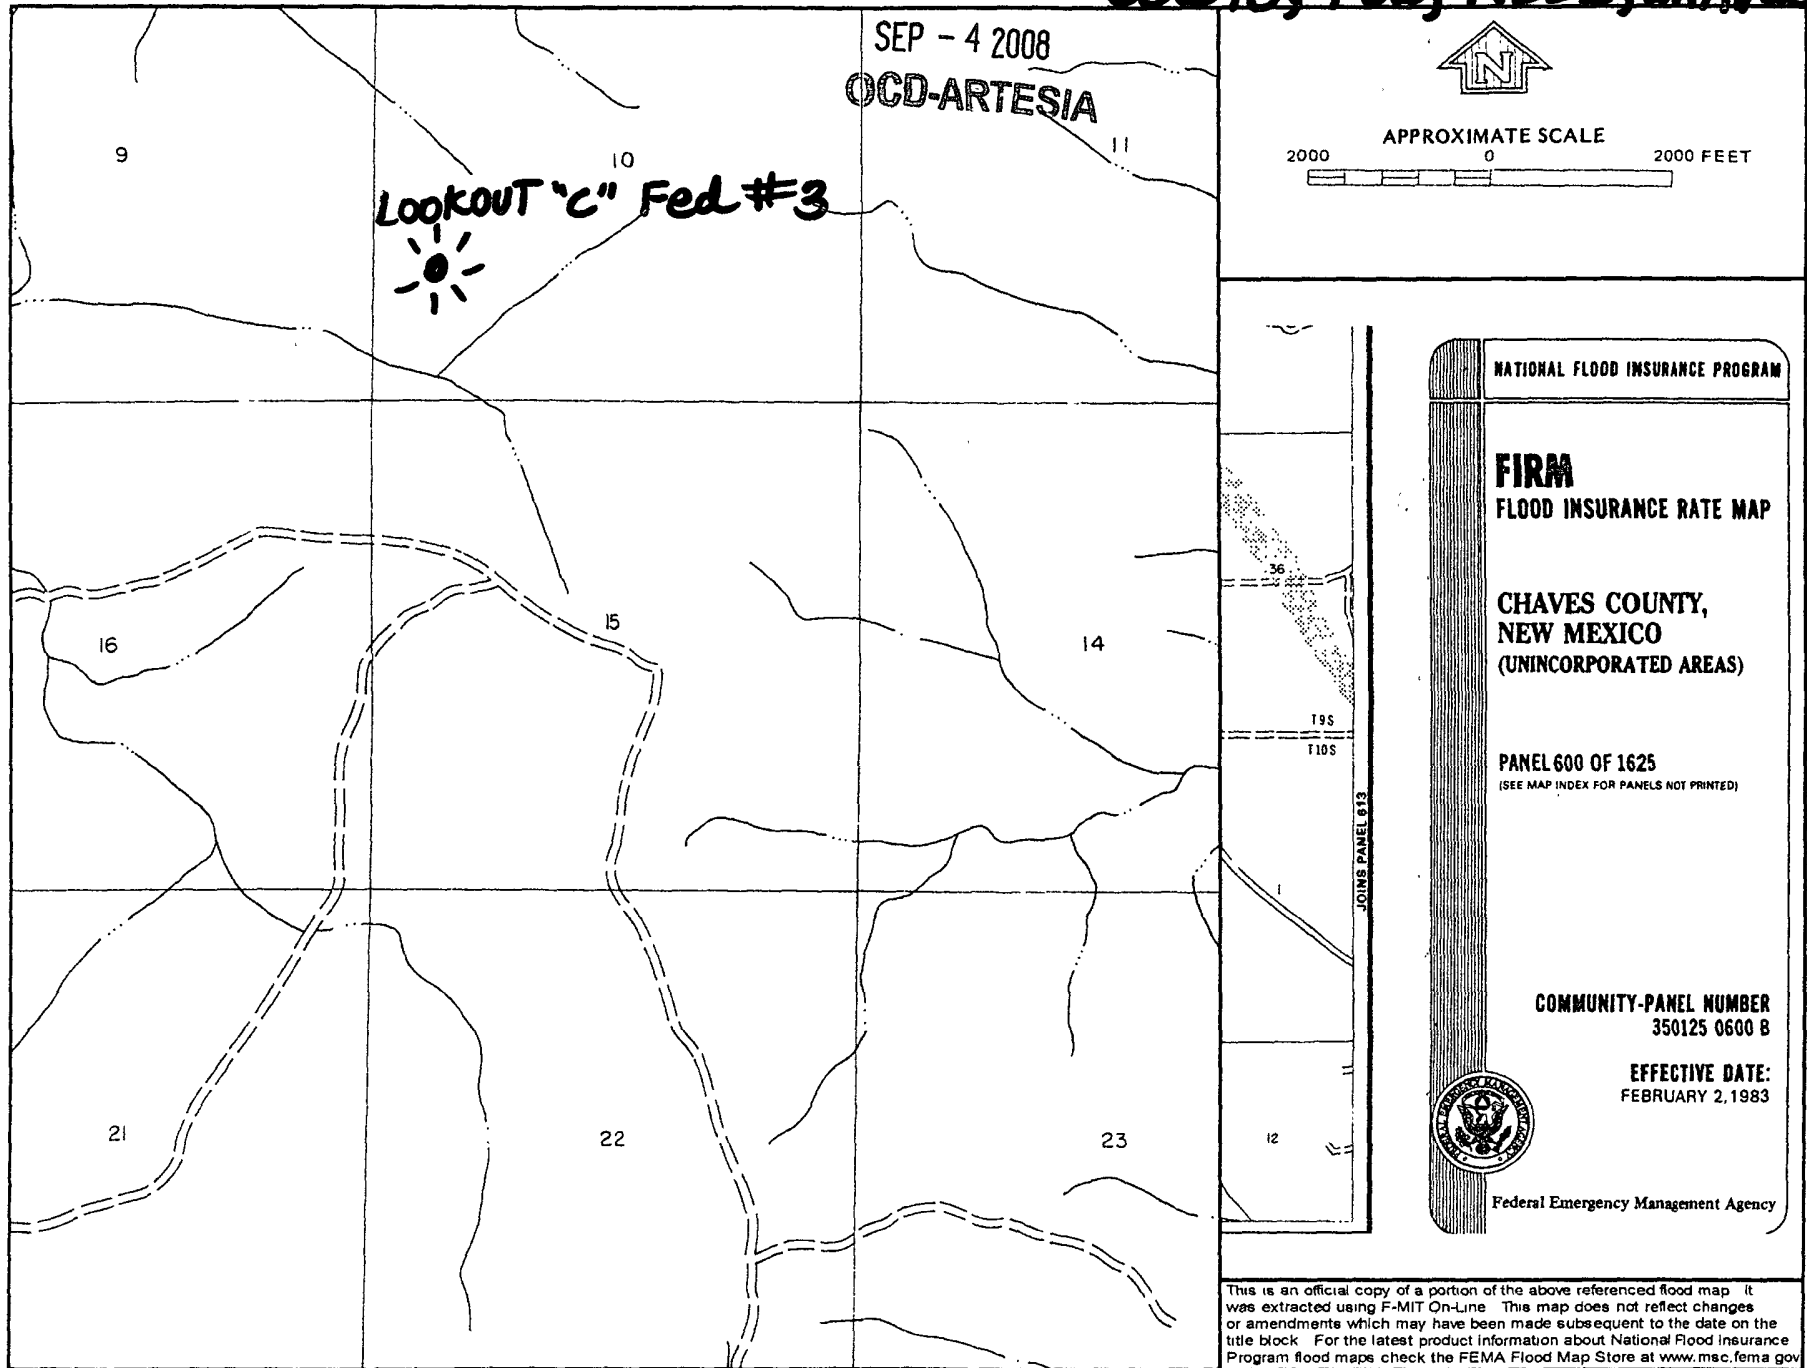 SEP - 4 2008
OCD-ARTESIA
9
10
11
LOOKOUT "C" Fed #3
16
15
14
21
22
23
N
APPROXIMATE SCALE
2000 0 2000 FEET
36
T9S
T10S
JOINS PANEL 613
1
12
NATIONAL FLOOD INSURANCE PROGRAM
FIRM
FLOOD INSURANCE RATE MAP
CHAVES COUNTY,
NEW MEXICO
(UNINCORPORATED AREAS)
PANEL 600 OF 1625
(SEE MAP INDEX FOR PANELS NOT PRINTED)
COMMUNITY-PANEL NUMBER
350125 0600 B
EFFECTIVE DATE:
FEBRUARY 2, 1983
FEDERAL EMERGENCY MANAGEMENT AGENCY
Federal Emergency Management Agency
This is an official copy of a portion of the above referenced flood map It
was extracted using F-MIT On-Line This map does not reflect changes
or amendments which may have been made subsequent to the date on the
title block For the latest product information about National Flood Insurance
Program flood maps check the FEMA Flood Map Store at www.msc.fema gov